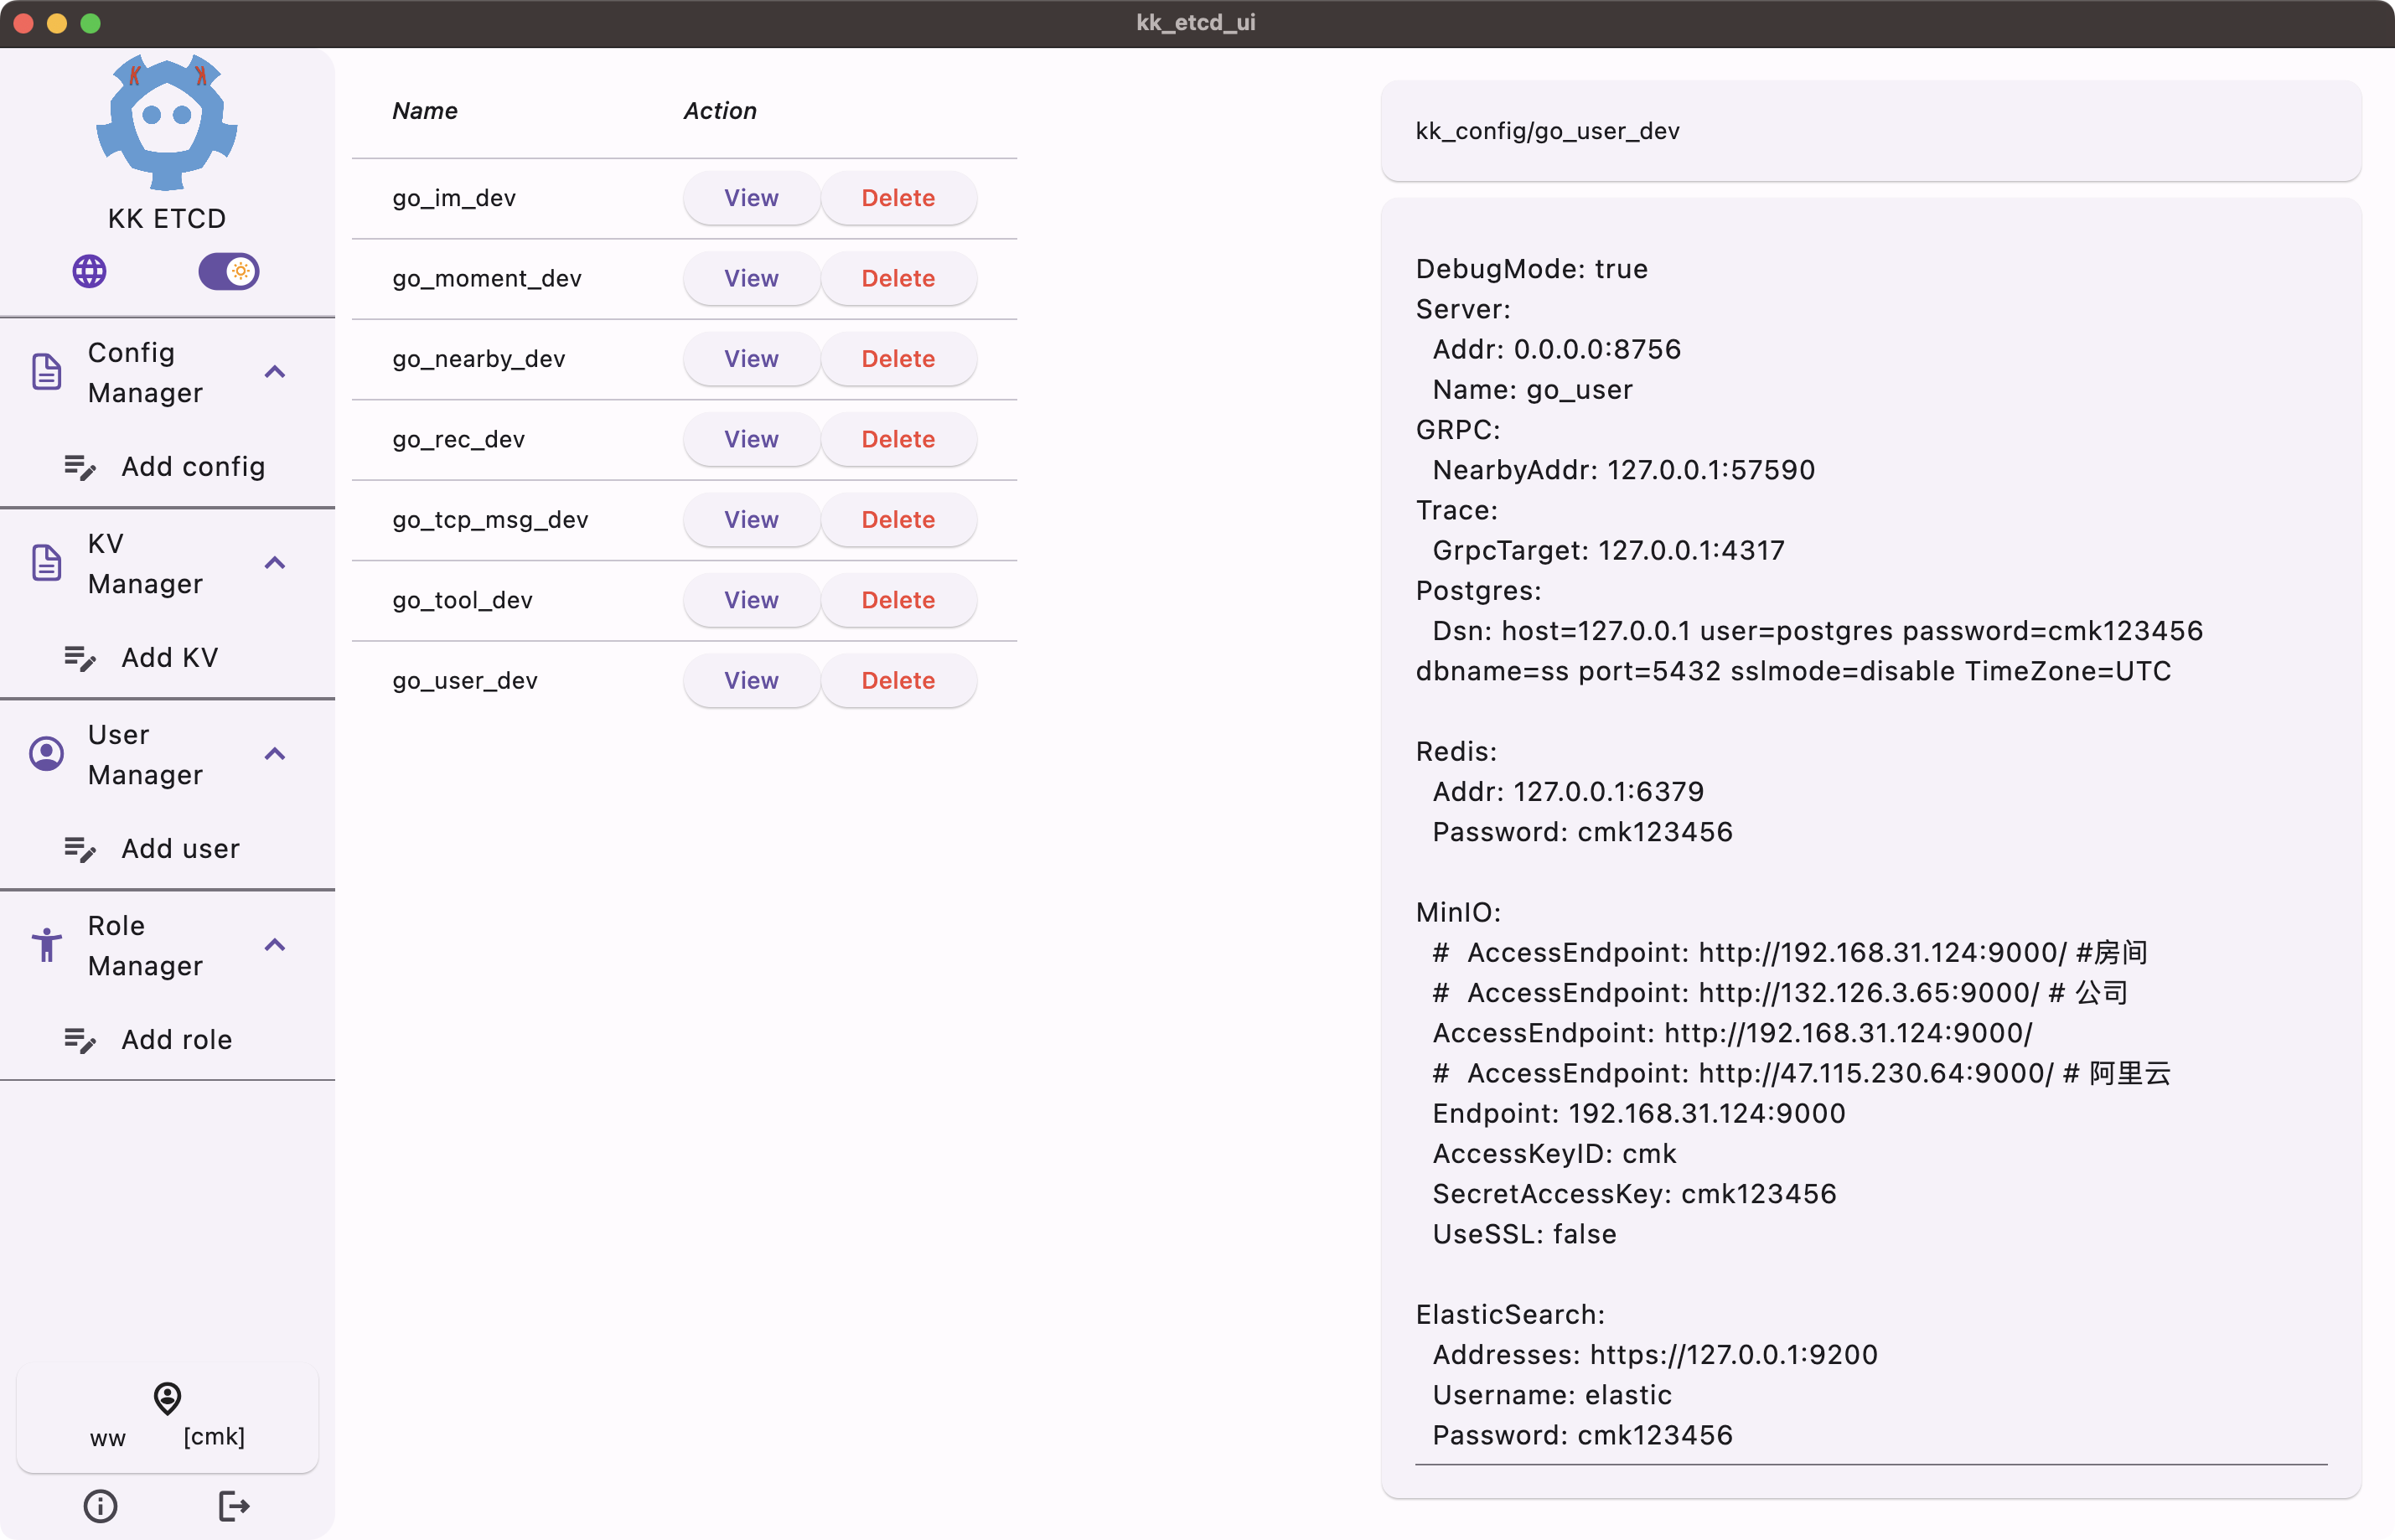 kk_etcd_ui
K K
KK ETCD
Config
Manager
Add config
KV
Manager
Add KV
User
Manager
Add user
Role
Manager
Add role
ww [cmk]
Name Action
go_im_dev View Delete
go_moment_dev View Delete
go_nearby_dev View Delete
go_rec_dev View Delete
go_tcp_msg_dev View Delete
go_tool_dev View Delete
go_user_dev View Delete
kk_config/go_user_dev
DebugMode: true
Server:
  Addr: 0.0.0.0:8756
  Name: go_user
GRPC:
  NearbyAddr: 127.0.0.1:57590
Trace:
  GrpcTarget: 127.0.0.1:4317
Postgres:
  Dsn: host=127.0.0.1 user=postgres password=cmk123456
dbname=ss port=5432 sslmode=disable TimeZone=UTC
Redis:
  Addr: 127.0.0.1:6379
  Password: cmk123456
MinIO:
  #  AccessEndpoint: http://192.168.31.124:9000/ #房间
  #  AccessEndpoint: http://132.126.3.65:9000/ # 公司
  AccessEndpoint: http://192.168.31.124:9000/
  #  AccessEndpoint: http://47.115.230.64:9000/ # 阿里云
  Endpoint: 192.168.31.124:9000
  AccessKeyID: cmk
  SecretAccessKey: cmk123456
  UseSSL: false
ElasticSearch:
  Addresses: https://127.0.0.1:9200
  Username: elastic
  Password: cmk123456